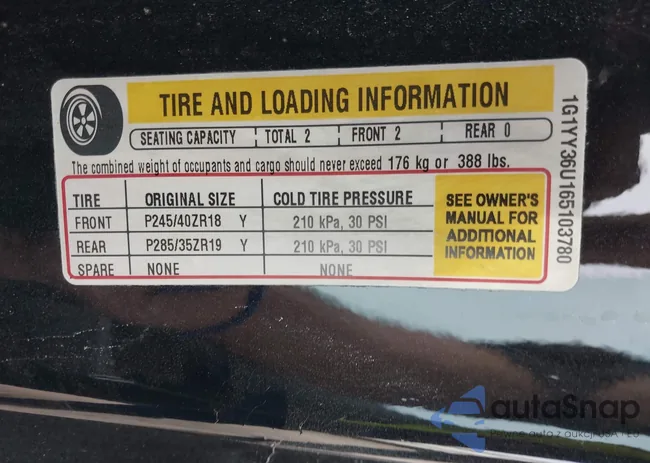 TIRE AND LOADING INFORMATION
SEATING CAPACITY TOTAL 2 FRONT 2 REAR 0
The combined weight of occupants and cargo should never exceed 176 kg or 388 lbs.
TIRE ORIGINAL SIZE COLD TIRE PRESSURE
FRONT P245/40ZR18 Y 210 kPa, 30 PSI
REAR P285/35ZR19 Y 210 kPa, 30 PSI
SPARE NONE NONE
SEE OWNER'S
MANUAL FOR
ADDITIONAL
INFORMATION
1G1YY36U165103780
autoSnap